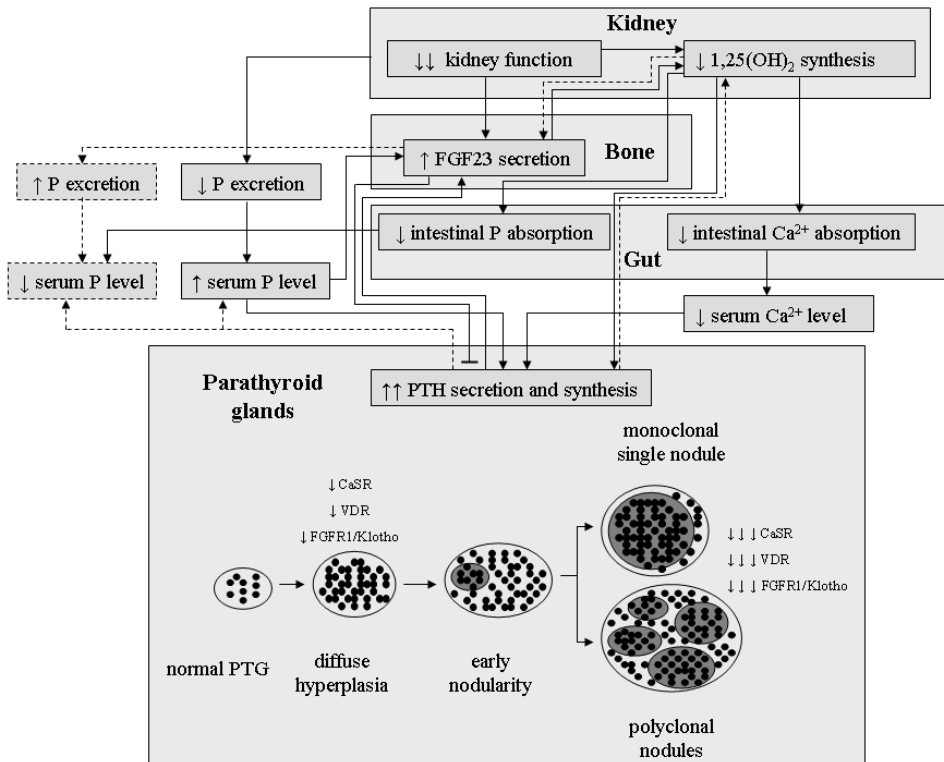 Kidney
↓↓ kidney function
↓ 1,25(OH)₂ synthesis
↑ FGF23 secretion
Bone
↑ P excretion
↓ P excretion
↓ intestinal P absorption
↓ intestinal Ca²⁺ absorption
Gut
↓ serum P level
↑ serum P level
↓ serum Ca²⁺ level
Parathyroid
glands
↑↑ PTH secretion and synthesis
monoclonal
single nodule
↓ CaSR
↓ VDR
↓ FGFR1/Klotho
↓↓↓ CaSR
↓↓↓ VDR
↓↓↓ FGFR1/Klotho
normal PTG
diffuse
hyperplasia
early
nodularity
polyclonal
nodules